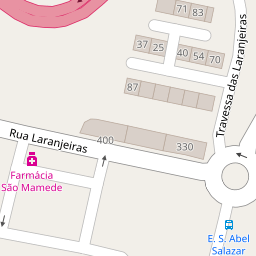 71 83
37 25
40 54 70
87
Travessa das Laranjeiras
Rua Laranjeiras
400
330
Farmácia
São Mamede
E. S. Abel
Salazar